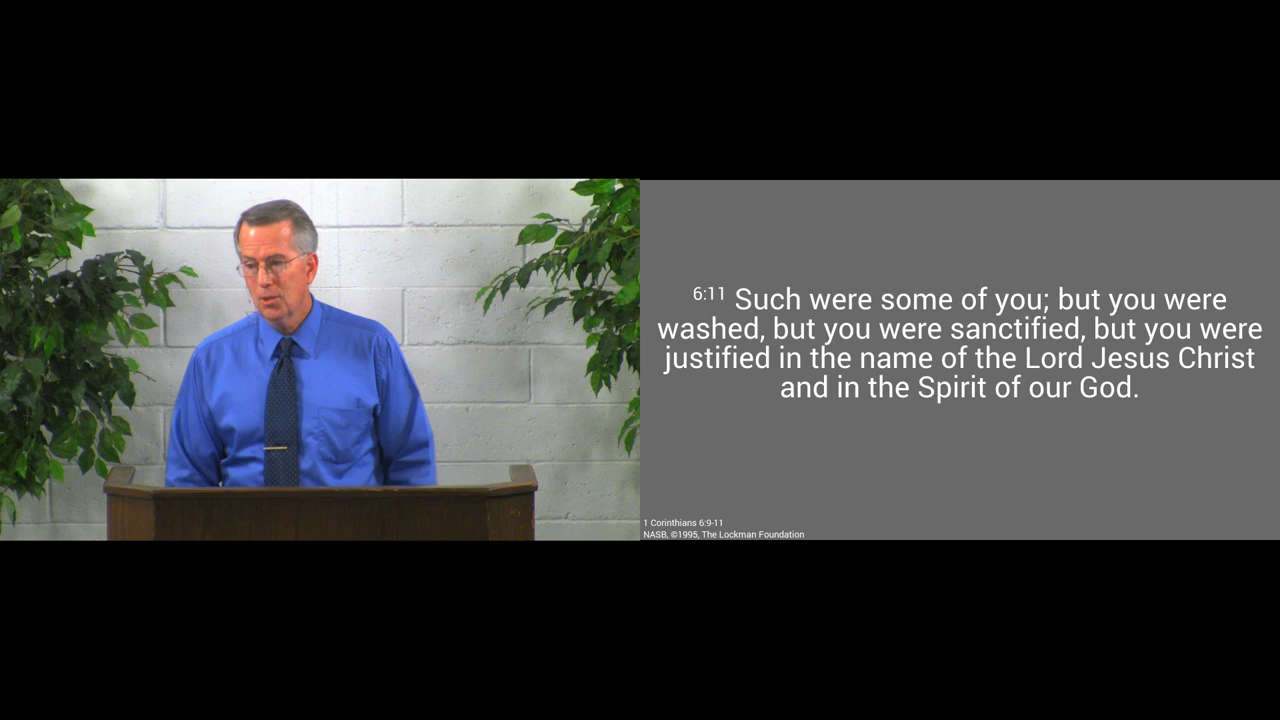 6:11 Such were some of you; but you were
washed, but you were sanctified, but you were
justified in the name of the Lord Jesus Christ
and in the Spirit of our God.
1 Corinthians 6:9-11
NASB, ©1995, The Lockman Foundation